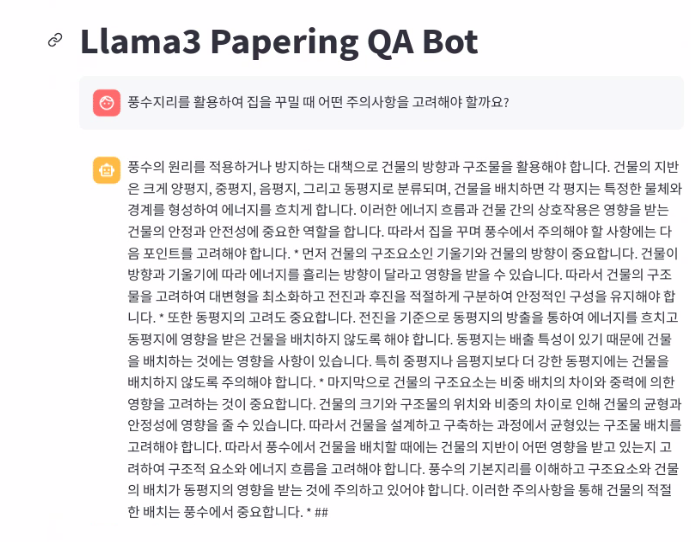 Llama3 Papering QA Bot
풍수지리를 활용하여 집을 꾸밀 때 어떤 주의사항을 고려해야 할까요?
풍수의 원리를 적용하거나 방지하는 대책으로 건물의 방향과 구조물을 활용해야 합니다. 건물의 지반
은 크게 양평지, 중평지, 음평지, 그리고 동평지로 분류되며, 건물을 배치하면 각 평지는 특정한 물체와
경계를 형성하여 에너지를 흐치게 합니다. 이러한 에너지 흐름과 건물 간의 상호작용은 영향을 받는
건물의 안정과 안전성에 중요한 역할을 합니다. 따라서 집을 꾸며 풍수에서 주의해야 할 사항에는 다
음 포인트를 고려해야 합니다. * 먼저 건물의 구조요소인 기울기와 건물의 방향이 중요합니다. 건물이
방향과 기울기에 따라 에너지를 흘리는 방향이 달라고 영향을 받을 수 있습니다. 따라서 건물의 구조
물을 고려하여 대변형을 최소화하고 전진과 후진을 적절하게 구분하여 안정적인 구성을 유지해야 합
니다. * 또한 동평지의 고려도 중요합니다. 전진을 기준으로 동평지의 방출을 통하여 에너지를 흐치고
동평지에 영향을 받은 건물을 배치하지 않도록 해야 합니다. 동평지는 배출 특성이 있기 때문에 건물
을 배치하는 것에는 영향을 사항이 있습니다. 특히 중평지나 음평지보다 더 강한 동평지에는 건물을
배치하지 않도록 주의해야 합니다. * 마지막으로 건물의 구조요소는 비중 배치의 차이와 중력에 의한
영향을 고려하는 것이 중요합니다. 건물의 크기와 구조물의 위치와 비중의 차이로 인해 건물의 균형과
안정성에 영향을 줄 수 있습니다. 따라서 건물을 설계하고 구축하는 과정에서 균형있는 구조물 배치를
고려해야 합니다. 따라서 풍수에서 건물을 배치할 때에는 건물의 지반이 어떤 영향을 받고 있는지 고
려하여 구조적 요소와 에너지 흐름을 고려해야 합니다. 풍수의 기본지리를 이해하고 구조요소와 건물
의 배치가 동평지의 영향을 받는 것에 주의하고 있어야 합니다. 이러한 주의사항을 통해 건물의 적절
한 배치는 풍수에서 중요합니다. * ##